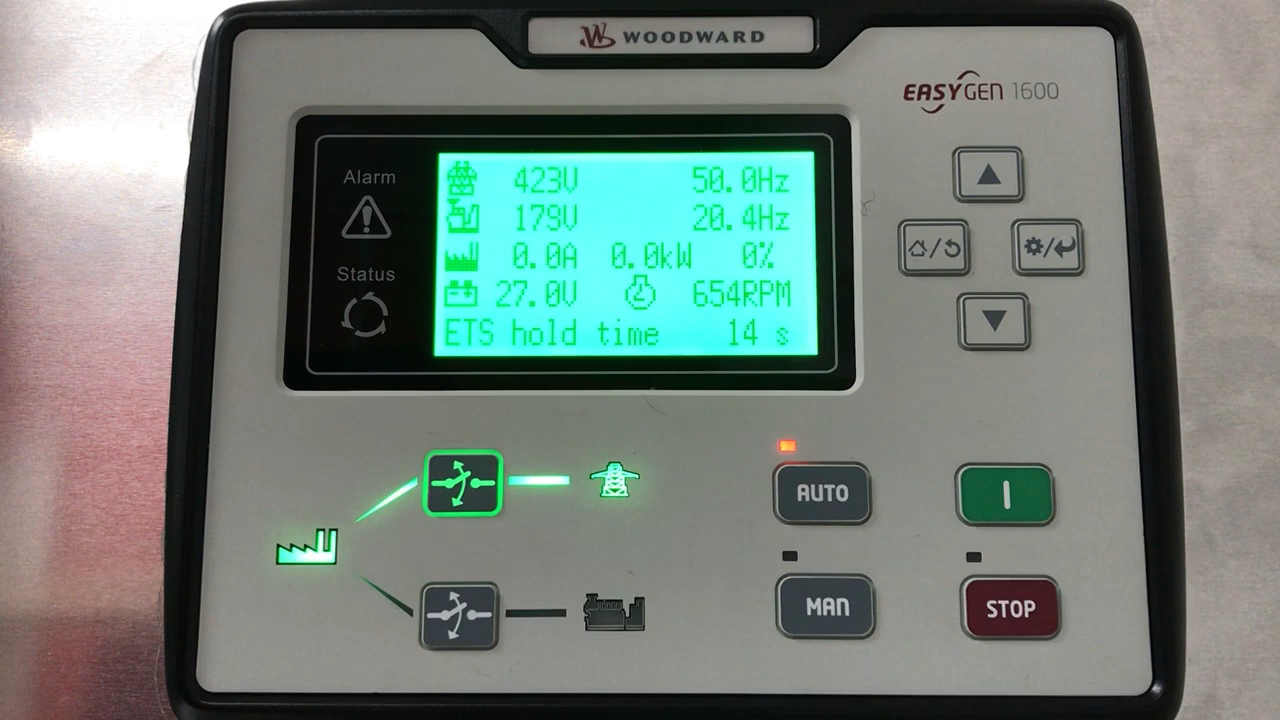 WOODWARD
EASYGEN 1600
Alarm
Status
423V 50.0Hz
179V 20.4Hz
0.0A 0.0kW 0%
27.0V 654RPM
ETS hold time 14 s
AUTO
I
MAN
STOP